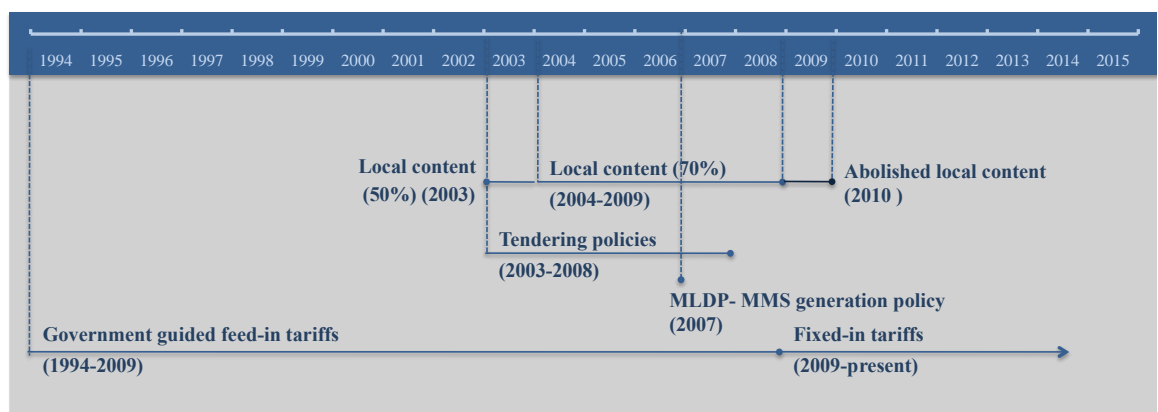 1994 1995 1996 1997 1998 1999 2000 2001 2002 2003 2004 2005 2006 2007 2008 2009 2010 2011 2012 2013 2014 2015
Local content
(50%) (2003)
Local content (70%)
(2004-2009)
Abolished local content
(2010 )
Tendering policies
(2003-2008)
MLDP- MMS generation policy
(2007)
Government guided feed-in tariffs
(1994-2009)
Fixed-in tariffs
(2009-present)